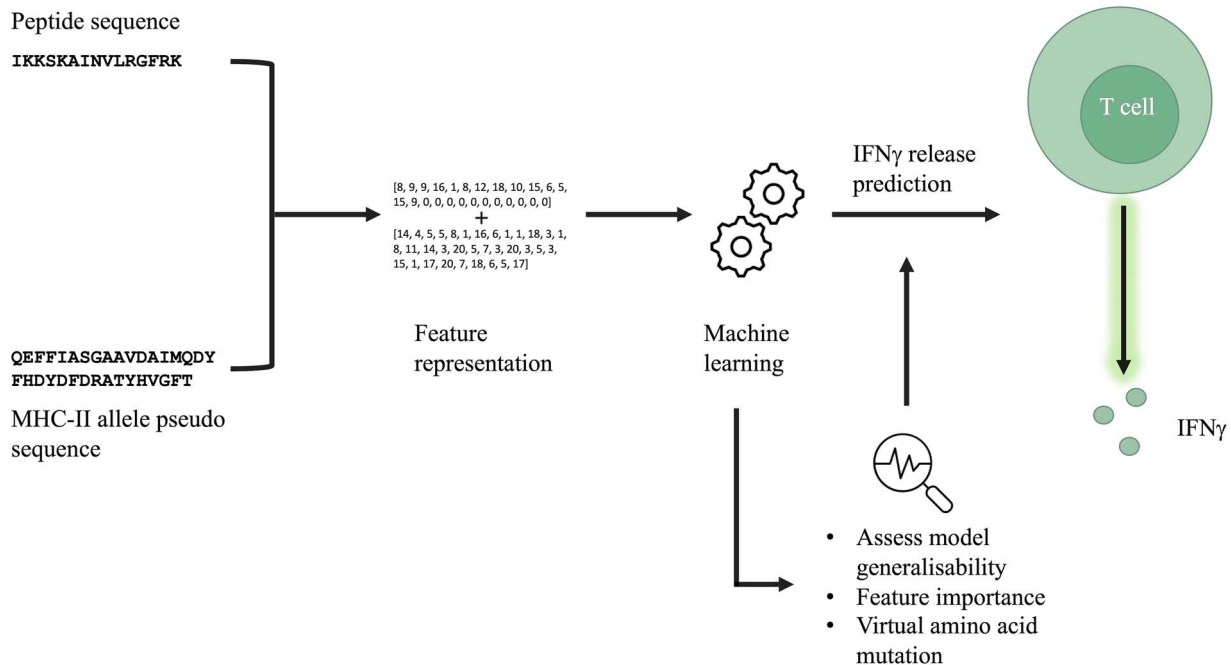 Peptide sequence
IKKSKAINVLRGFRK
QEFFIASGAAVDAIMQDY
FHDYDFDRATYHVGFT
MHC-II allele pseudo
sequence
[8, 9, 9, 16, 1, 8, 12, 18, 10, 15, 6, 5,
15, 9, 0, 0, 0, 0, 0, 0, 0, 0, 0, 0, 0]
+
[14, 4, 5, 5, 8, 1, 16, 6, 1, 1, 18, 3, 1,
8, 11, 14, 3, 20, 5, 7, 3, 20, 3, 5, 3,
15, 1, 17, 20, 7, 18, 6, 5, 17]
Feature
representation
Machine
learning
IFNγ release
prediction
• Assess model
generalisability
• Feature importance
• Virtual amino acid
mutation
T cell
IFNγ